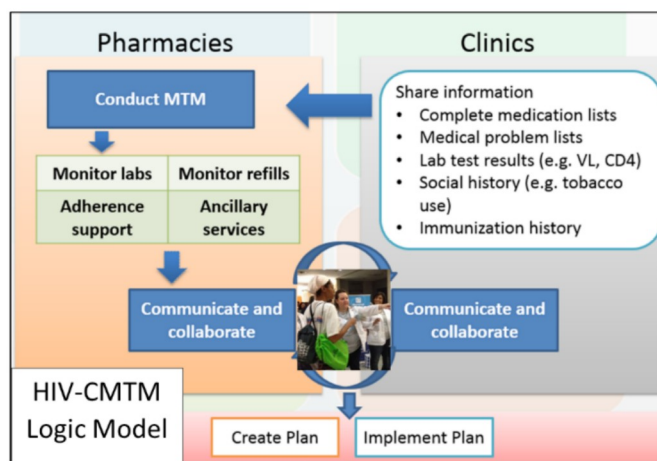 Pharmacies
Clinics
Conduct MTM
Share information
• Complete medication lists
• Medical problem lists
• Lab test results (e.g. VL, CD4)
• Social history (e.g. tobacco
use)
• Immunization history
Monitor labs
Monitor refills
Adherence
support
Ancillary
services
Communicate and
collaborate
Communicate and
collaborate
HIV-CMTM
Logic Model
Create Plan
Implement Plan